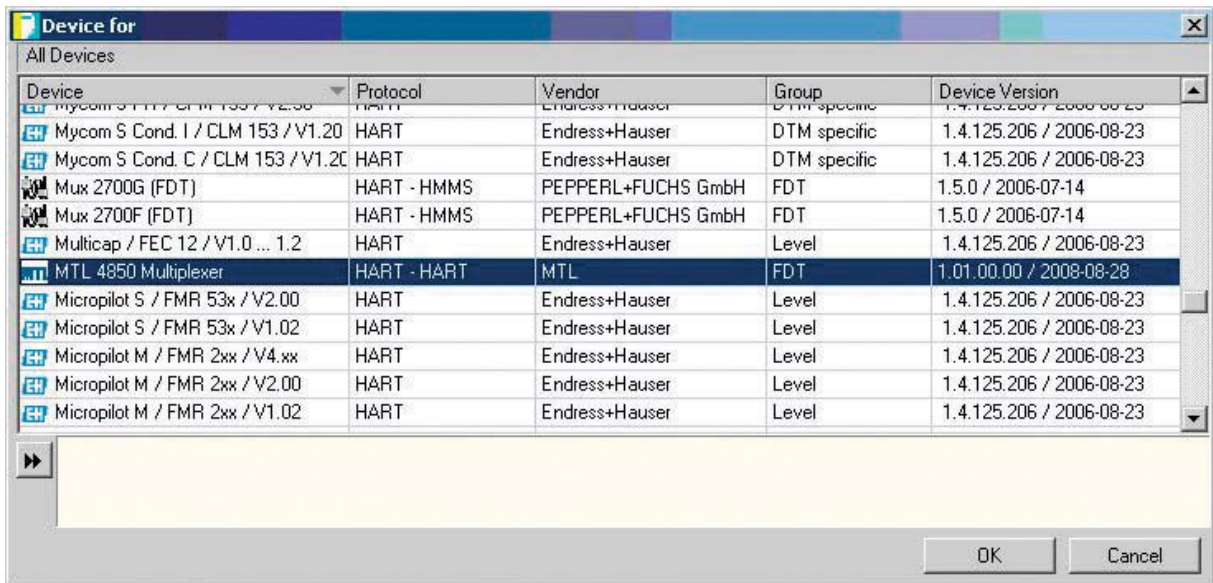 Device for
All Devices
Device Protocol Vendor Group Device Version
Mycom S Cond. I / CLM 153 / V1.20 HART Endress+Hauser DTM specific 1.4.125.206 / 2006-08-23
Mycom S Cond. C / CLM 153 / V1.20 HART Endress+Hauser DTM specific 1.4.125.206 / 2006-08-23
Mux 2700G (FDT) HART - HMMS PEPPERL+FUCHS GmbH FDT 1.5.0 / 2006-07-14
Mux 2700F (FDT) HART - HMMS PEPPERL+FUCHS GmbH FDT 1.5.0 / 2006-07-14
Multicap / FEC 12 / V1.0 ... 1.2 HART Endress+Hauser Level 1.4.125.206 / 2006-08-23
MTL 4850 Multiplexer HART - HART MTL FDT 1.01.00.00 / 2008-08-28
Micropilot S / FMR 53x / V2.00 HART Endress+Hauser Level 1.4.125.206 / 2006-08-23
Micropilot S / FMR 53x / V1.02 HART Endress+Hauser Level 1.4.125.206 / 2006-08-23
Micropilot M / FMR 2xx / V4.xx HART Endress+Hauser Level 1.4.125.206 / 2006-08-23
Micropilot M / FMR 2xx / V2.00 HART Endress+Hauser Level 1.4.125.206 / 2006-08-23
Micropilot M / FMR 2xx / V1.02 HART Endress+Hauser Level 1.4.125.206 / 2006-08-23
OK Cancel